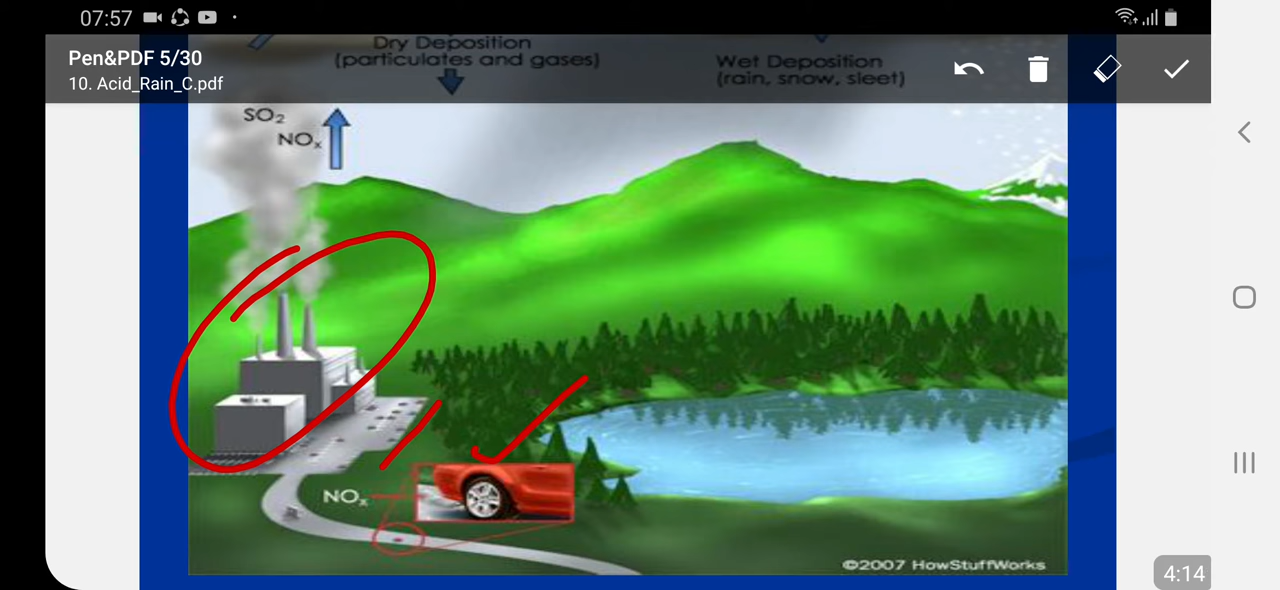 07:57
Pen&PDF 5/30
10. Acid_Rain_C.pdf
Dry Deposition
(particulates and gases)
Wet Deposition
(rain, snow, sleet)
SO₂
NOₓ
NOₓ
©2007 HowStuffWorks
4:14